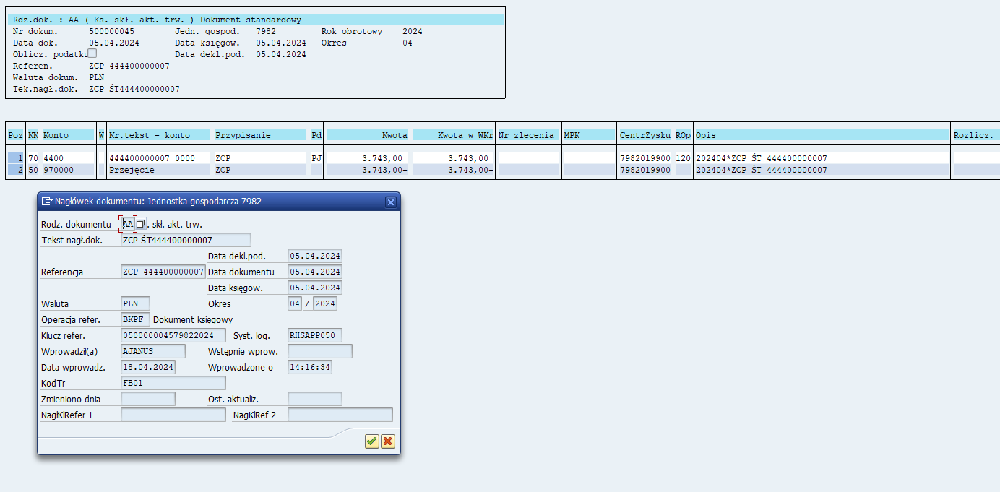 Rdz.dok. : AA ( Ks. skł. akt. trw. ) Dokument standardowy
Nr dokum. 500000045 Jedn. gospod. 7982 Rok obrotowy 2024
Data dok. 05.04.2024 Data księgow. 05.04.2024 Okres 04
Oblicz. podatku Data dekl.pod. 05.04.2024
Referen. ZCP 444400000007
Waluta dokum. PLN
Tek.nagł.dok. ZCP ŚT444400000007
Poz KK Konto W Kr.tekst - konto Przypisanie Pd Kwota Kwota w WKr Nr zlecenia MPK CentrZysku ROp Opis Rozlicz.
1 70 4400 444400000007 0000 ZCP PJ 3.743,00 3.743,00 7982019900 120 202404*ZCP ŚT 444400000007
2 50 970000 Przejęcie ZCP 3.743,00- 3.743,00- 7982019900 202404*ZCP ŚT 444400000007
Nagłówek dokumentu: Jednostka gospodarcza 7982
Rodz. dokumentu AA . skł. akt. trw.
Tekst nagł.dok. ZCP ŚT444400000007
Data dekl.pod. 05.04.2024
Referencja ZCP 444400000007 Data dokumentu 05.04.2024
Data księgow. 05.04.2024
Waluta PLN Okres 04 / 2024
Operacja refer. BKPF Dokument księgowy
Klucz refer. 050000004579822024 Syst. log. RHSAPP050
Wprowadził(a) AJANUS Wstępnie wprow.
Data wprowadz. 18.04.2024 Wprowadzone o 14:16:34
KodTr FB01
Zmieniono dnia Ost. aktualiz.
NagłKlRefer 1 NagKlRef 2